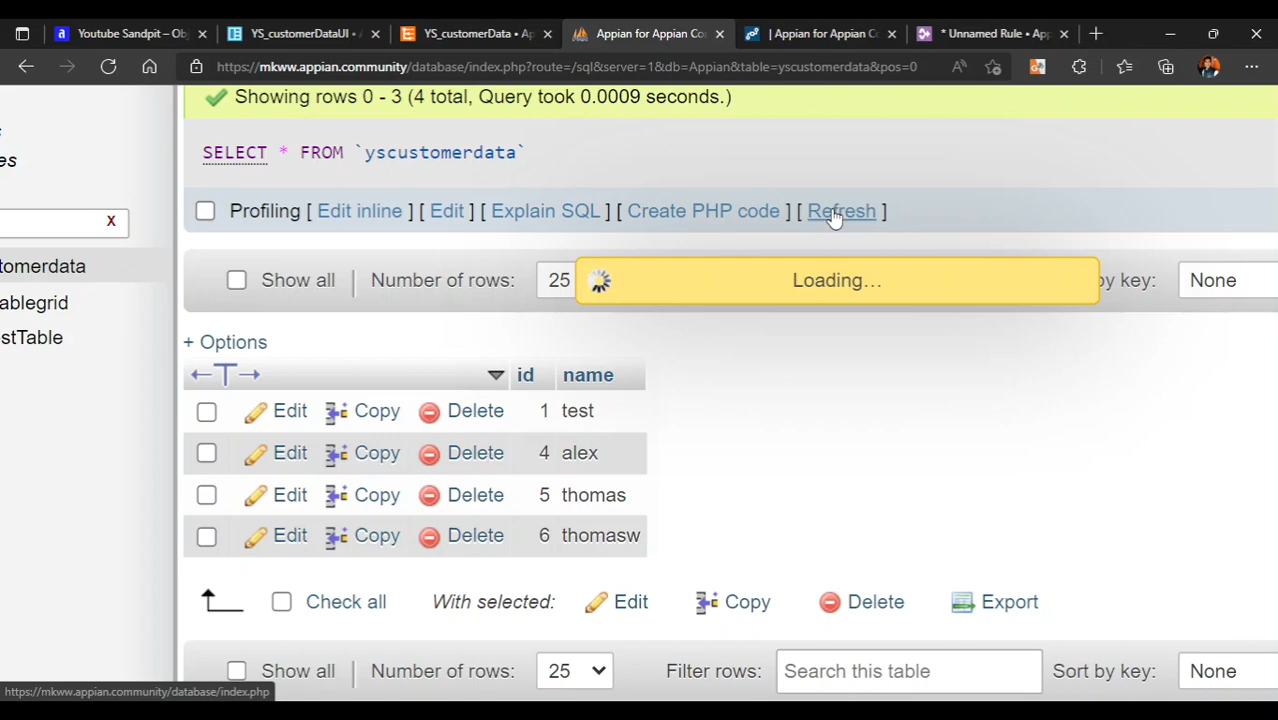 Youtube Sandpit – Ob
YS_customerDataUI •
YS_customerData • Ap
Appian for Appian Co
| Appian for Appian Co
* Unnamed Rule • App
https://mkww.appian.community/database/index.php?route=/sql&server=1&db=Appian&table=yscustomerdata&pos=0
Showing rows 0 - 3 (4 total, Query took 0.0009 seconds.)
es
SELECT * FROM `yscustomerdata`
X
Profiling [ Edit inline ] [ Edit ] [ Explain SQL ] [ Create PHP code ] [ Refresh ]
tomerdata
Show all | Number of rows: 25
Loading…
by key: None
ablegrid
stTable
+ Options
←T→ id name
Edit Copy Delete 1 test
Edit Copy Delete 4 alex
Edit Copy Delete 5 thomas
Edit Copy Delete 6 thomasw
Check all With selected: Edit Copy Delete Export
Show all | Number of rows: 25 Filter rows: Search this table Sort by key: None
https://mkww.appian.community/database/index.php